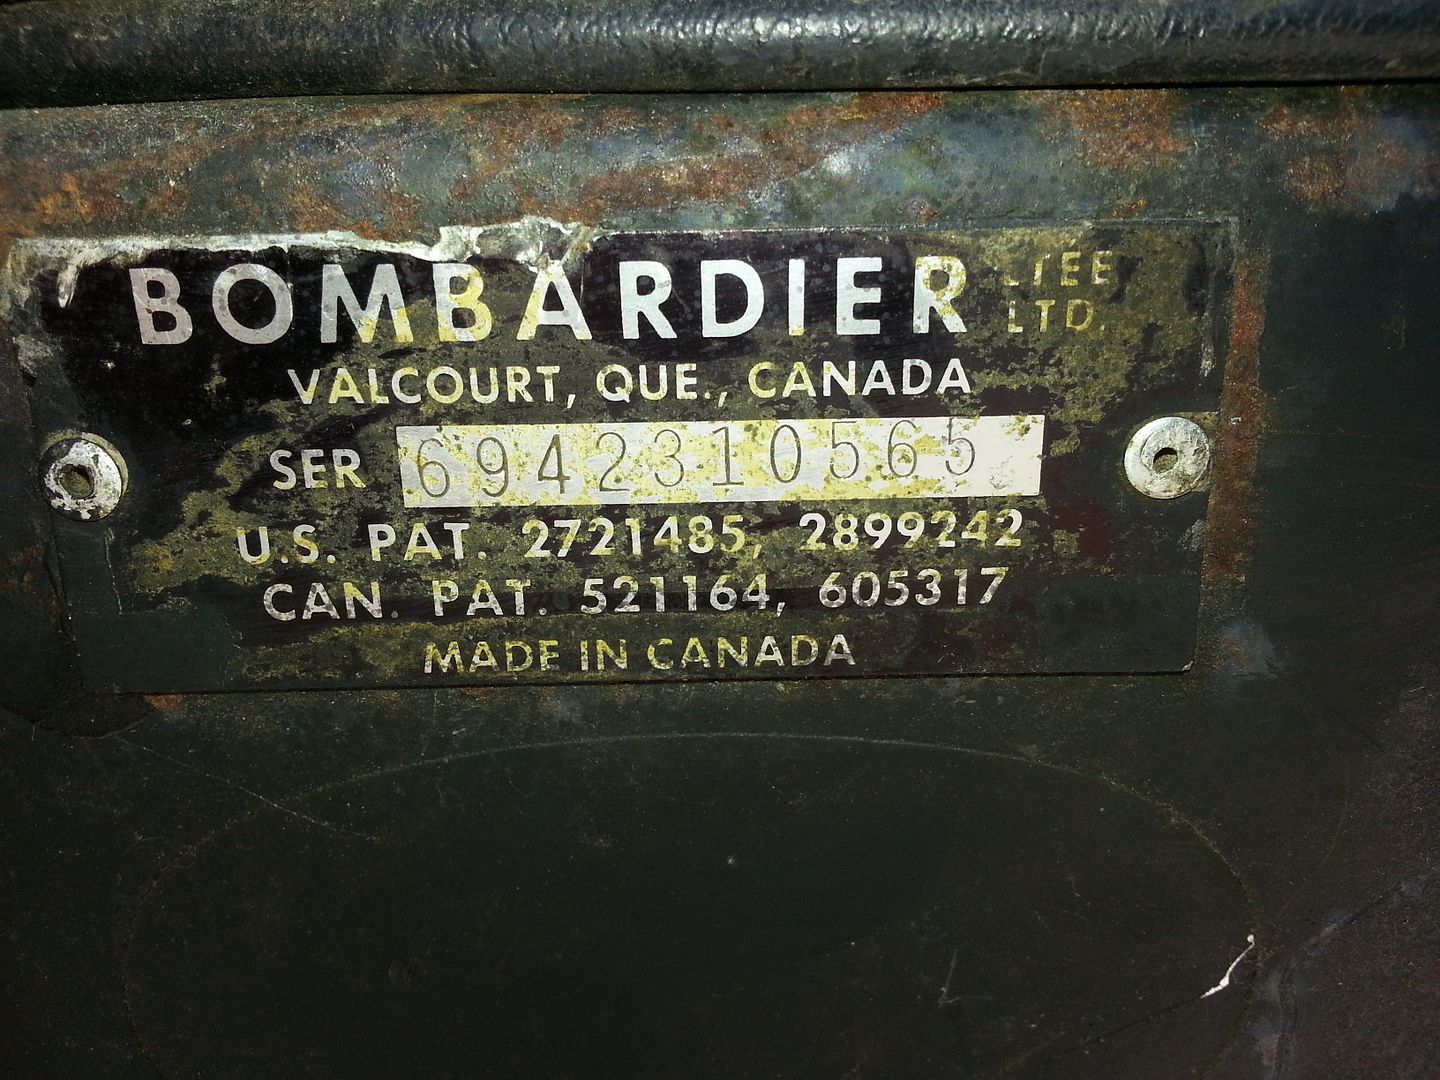 BOMBARDIER LTÉE
LTD.
VALCOURT, QUE., CANADA
SER 6942310565
U.S. PAT. 2721485, 2899242
CAN. PAT. 521164, 605317
MADE IN CANADA